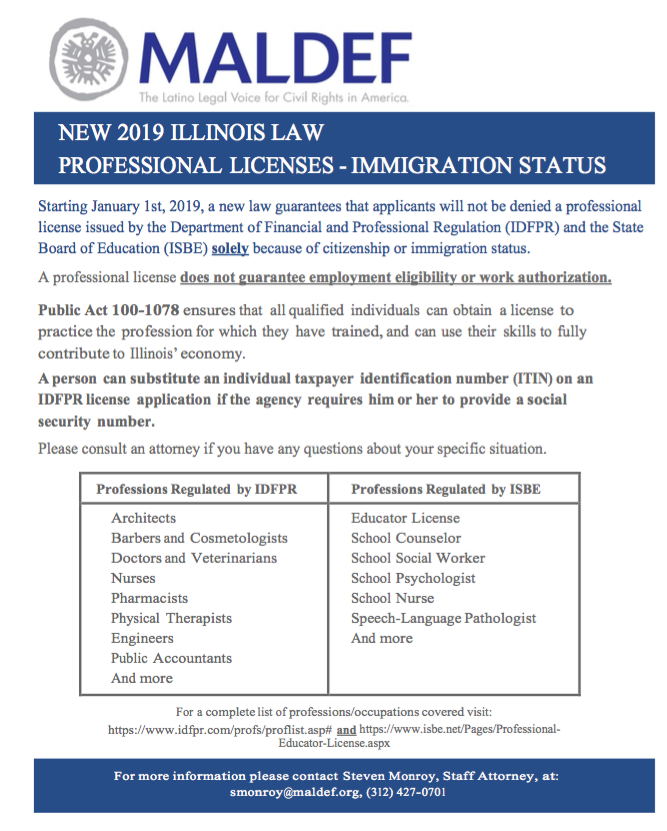 MALDEF
The Latino Legal Voice for Civil Rights in America.
NEW 2019 ILLINOIS LAW
PROFESSIONAL LICENSES - IMMIGRATION STATUS
Starting January 1st, 2019, a new law guarantees that applicants will not be denied a professional
license issued by the Department of Financial and Professional Regulation (IDFPR) and the State
Board of Education (ISBE) solely because of citizenship or immigration status.
A professional license does not guarantee employment eligibility or work authorization.
Public Act 100-1078 ensures that all qualified individuals can obtain a license to
practice the profession for which they have trained, and can use their skills to fully
contribute to Illinois' economy.
A person can substitute an individual taxpayer identification number (ITIN) on an
IDFPR license application if the agency requires him or her to provide a social
security number.
Please consult an attorney if you have any questions about your specific situation.
Professions Regulated by IDFPR
Architects
Barbers and Cosmetologists
Doctors and Veterinarians
Nurses
Pharmacists
Physical Therapists
Engineers
Public Accountants
And more
Professions Regulated by ISBE
Educator License
School Counselor
School Social Worker
School Psychologist
School Nurse
Speech-Language Pathologist
And more
For a complete list of professions/occupations covered visit:
https://www.idfpr.com/profs/proflist.asp# and https://www.isbe.net/Pages/Professional-
Educator-License.aspx
For more information please contact Steven Monroy, Staff Attorney, at:
smonroy@maldef.org, (312) 427-0701